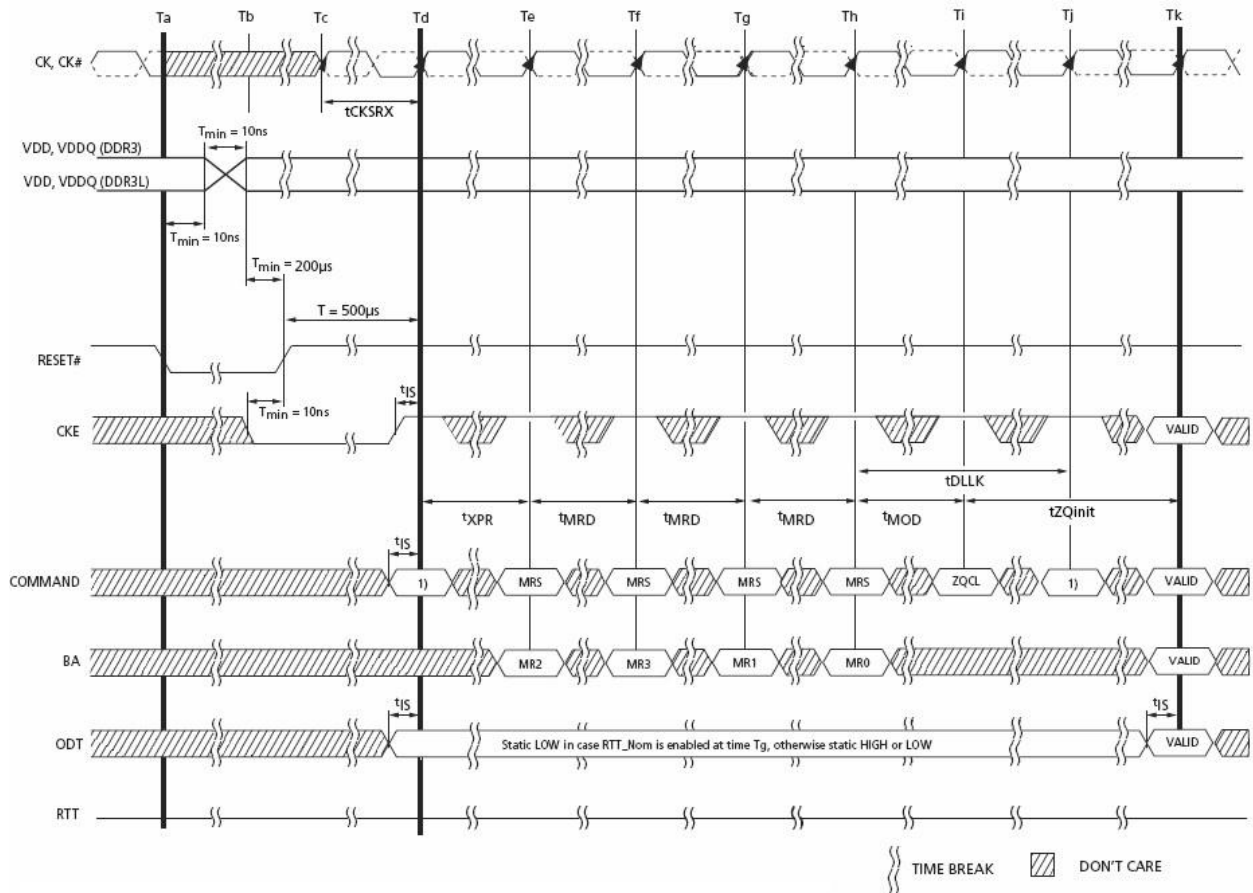 Ta Tb Tc Td Te Tf Tg Th Ti Tj Tk
CK, CK#
tCKSRX
Tmin = 10ns
VDD, VDDQ (DDR3)
VDD, VDDQ (DDR3L)
Tmin = 10ns
Tmin = 200µs
T = 500µs
RESET#
tIS
Tmin = 10ns
CKE
VALID
tDLLK
tXPR tMRD tMRD tMRD tMOD tZQinit
tIS
COMMAND 1) MRS MRS MRS MRS ZQCL 1) VALID
BA MR2 MR3 MR1 MR0 VALID
tIS tIS
ODT Static LOW in case RTT_Nom is enabled at time Tg, otherwise static HIGH or LOW VALID
RTT
TIME BREAK DON'T CARE